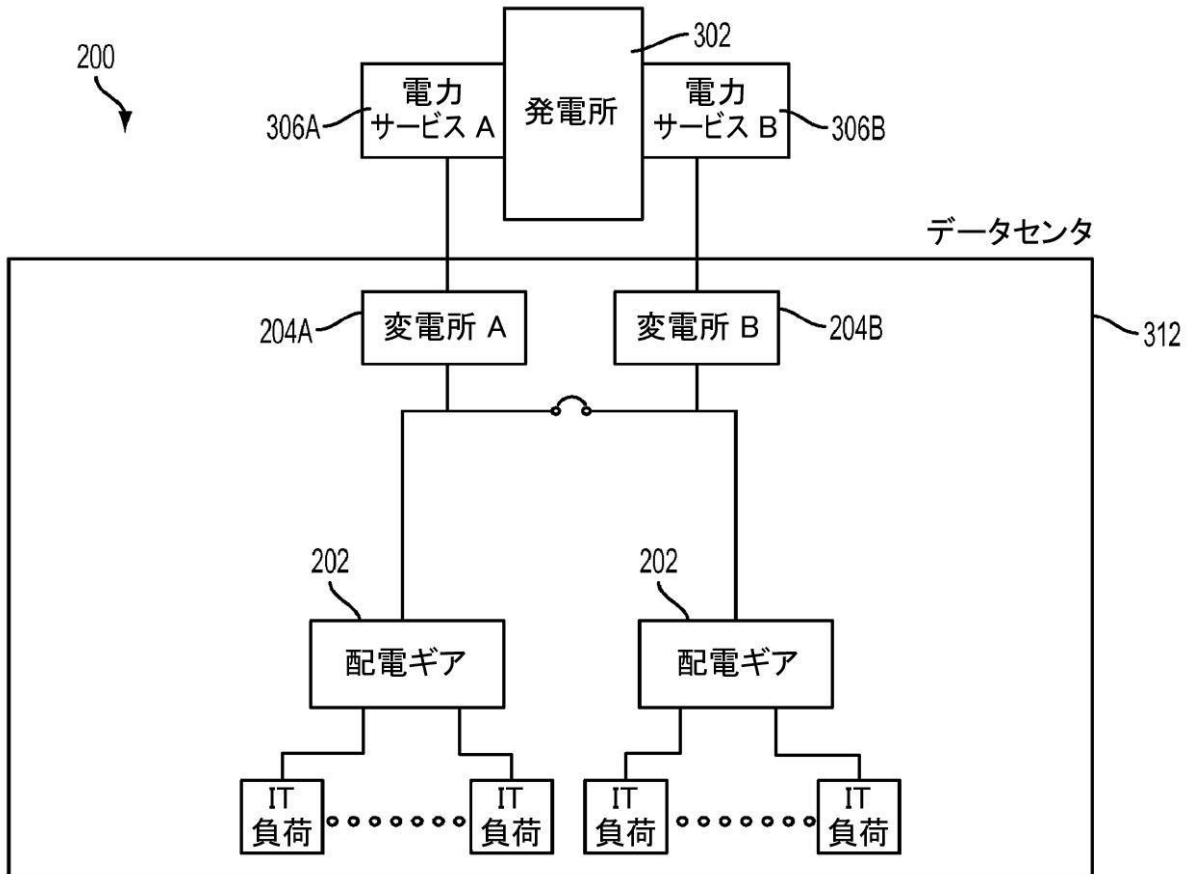 200
302
電力
サービス A
発電所
電力
サービス B
306A
306B
データセンタ
204A
変電所 A
変電所 B
204B
312
202
202
配電ギア
配電ギア
IT
負荷
IT
負荷
IT
負荷
IT
負荷